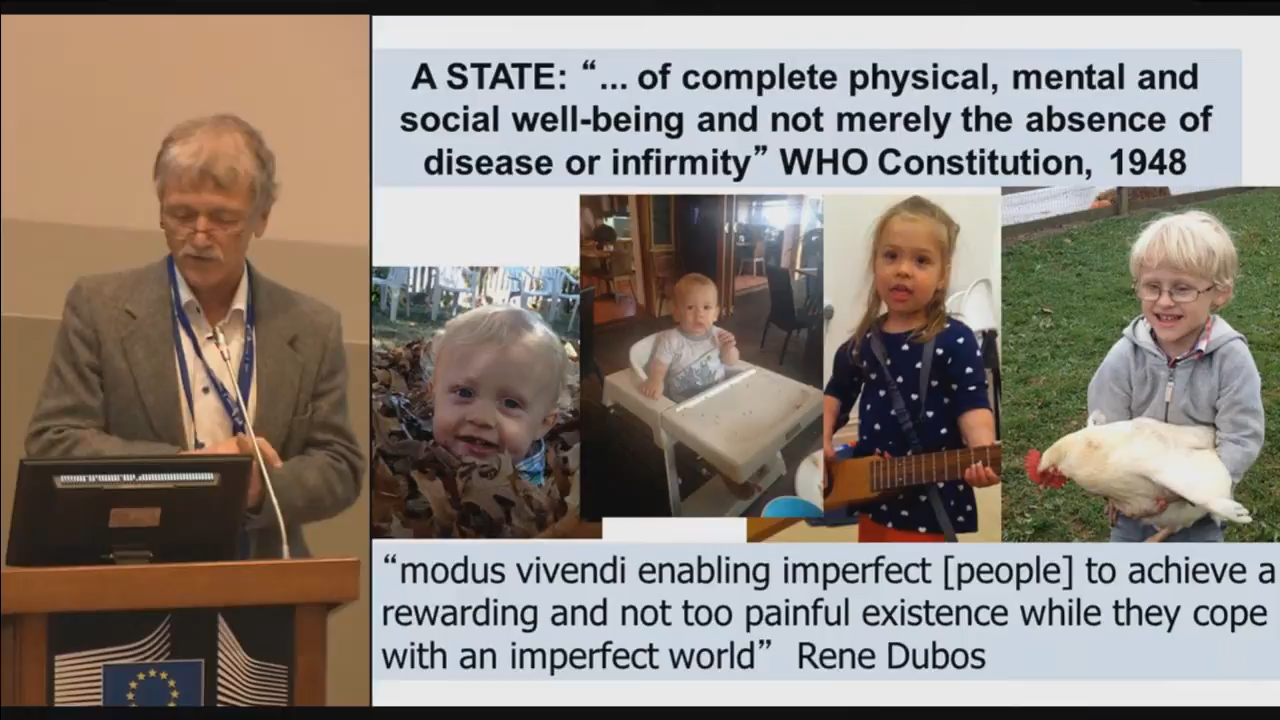 A STATE: “... of complete physical, mental and
social well-being and not merely the absence of
disease or infirmity” WHO Constitution, 1948
“modus vivendi enabling imperfect [people] to achieve a
rewarding and not too painful existence while they cope
with an imperfect world” Rene Dubos